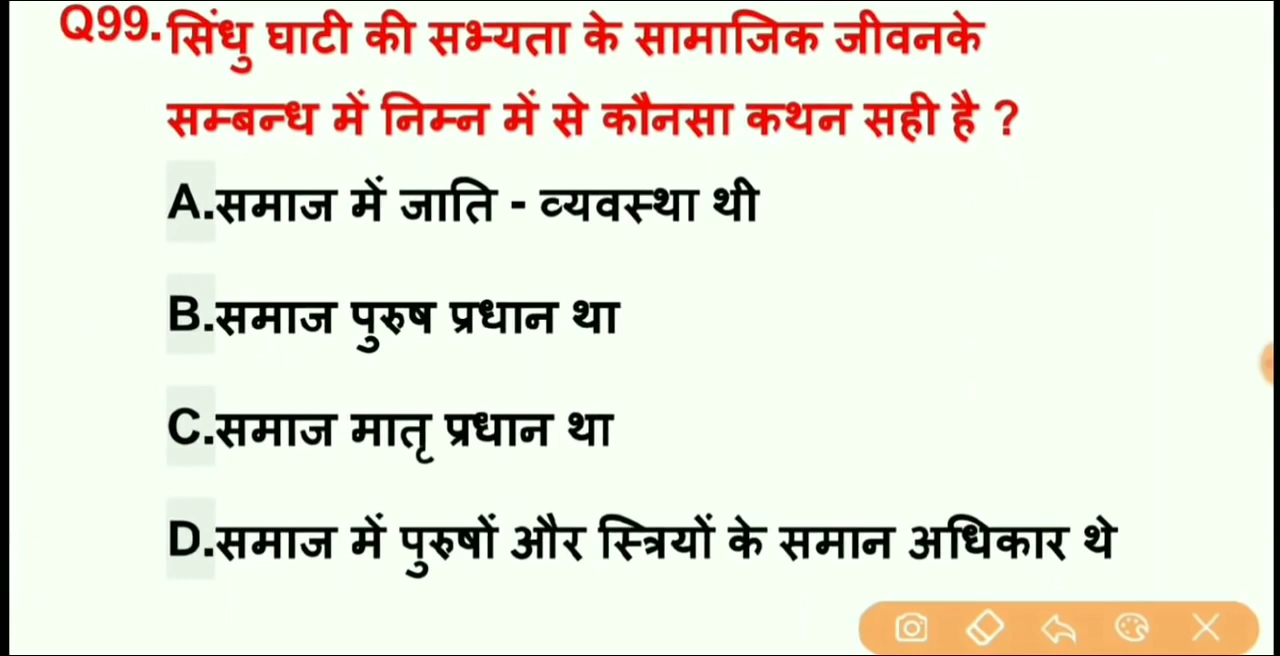 Q99. सिंधु घाटी की सभ्यता के सामाजिक जीवनके
सम्बन्ध में निम्न में से कौनसा कथन सही है ?
A.समाज में जाति - व्यवस्था थी
B.समाज पुरुष प्रधान था
C.समाज मातृ प्रधान था
D.समाज में पुरुषों और स्त्रियों के समान अधिकार थे